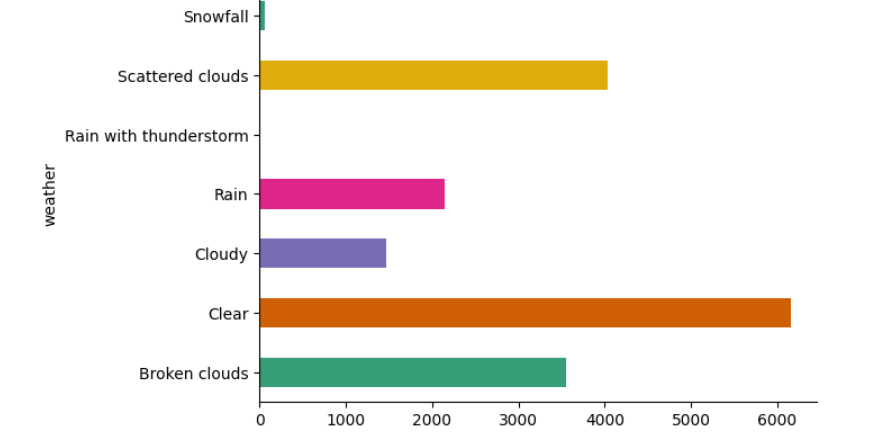 Snowfall
Scattered clouds
Rain with thunderstorm
weather
Rain
Cloudy
Clear
Broken clouds
0 1000 2000 3000 4000 5000 6000